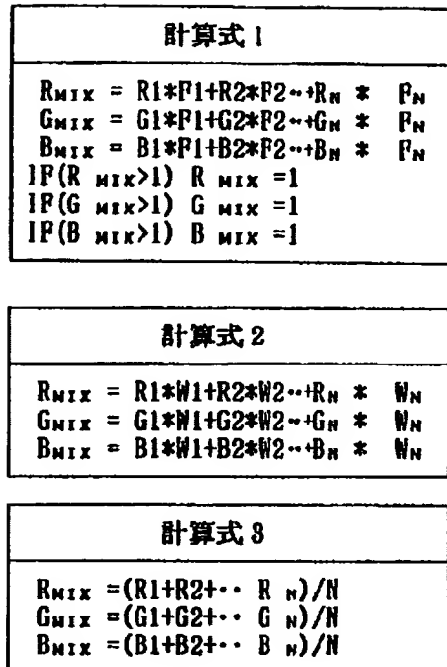 計算式1
RMIX = R1*F1+R2*F2‥+RN * FN
GMIX = G1*F1+G2*F2‥+GN * FN
BMIX = B1*F1+B2*F2‥+BN * FN
IF(R MIX>1) R MIX =1
IF(G MIX>1) G MIX =1
IF(B MIX>1) B MIX =1
計算式2
RMIX = R1*W1+R2*W2‥+RN * WN
GMIX = G1*W1+G2*W2‥+GN * WN
BMIX = B1*W1+B2*W2‥+BN * WN
計算式3
RMIX =(R1+R2+‥ R N)/N
GMIX =(G1+G2+‥ G N)/N
BMIX =(B1+B2+‥ B N)/N